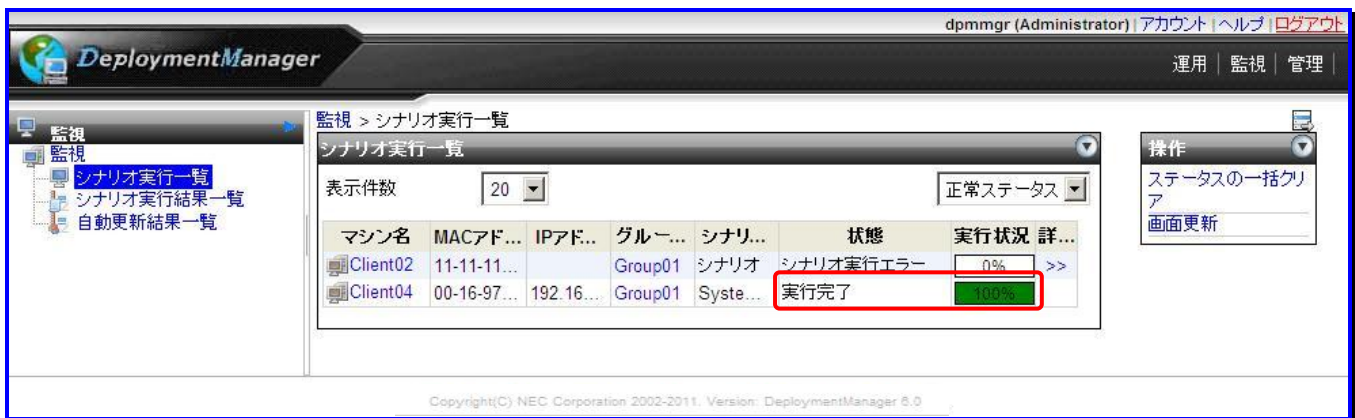 dpmmgr (Administrator) | アカウント | ヘルプ | ログアウト
DeploymentManager
運用 | 監視 | 管理 |
監視
監視
シナリオ実行一覧
シナリオ実行結果一覧
自動更新結果一覧
監視 > シナリオ実行一覧
シナリオ実行一覧
表示件数 20 正常ステータス
マシン名 MACアド... IPアド... グルー... シナリ... 状態 実行状況 詳...
Client02 11-11-11... Group01 シナリオ シナリオ実行エラー 0% >>
Client04 00-16-97... 192.16... Group01 Syste... 実行完了 100%
操作
ステータスの一括クリ
ア
画面更新
Copyright(C) NEC Corporation 2002-2011. Version: DeploymentManager 6.0